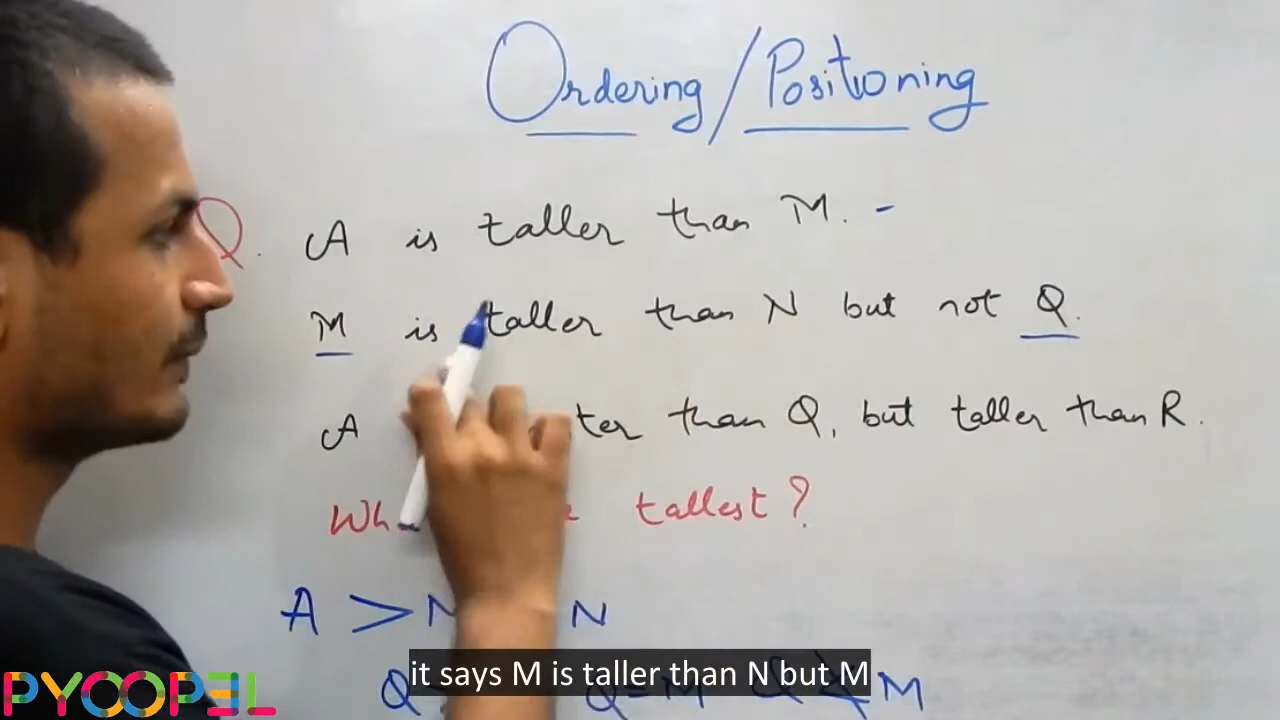 Ordering/Positioning
Q. A is taller than M. -
M is taller than N but not Q.
A than Q, but taller than R.
tallest?
A > N
it says M is taller than N but M
Q Q = M Q M
PYOOPEL